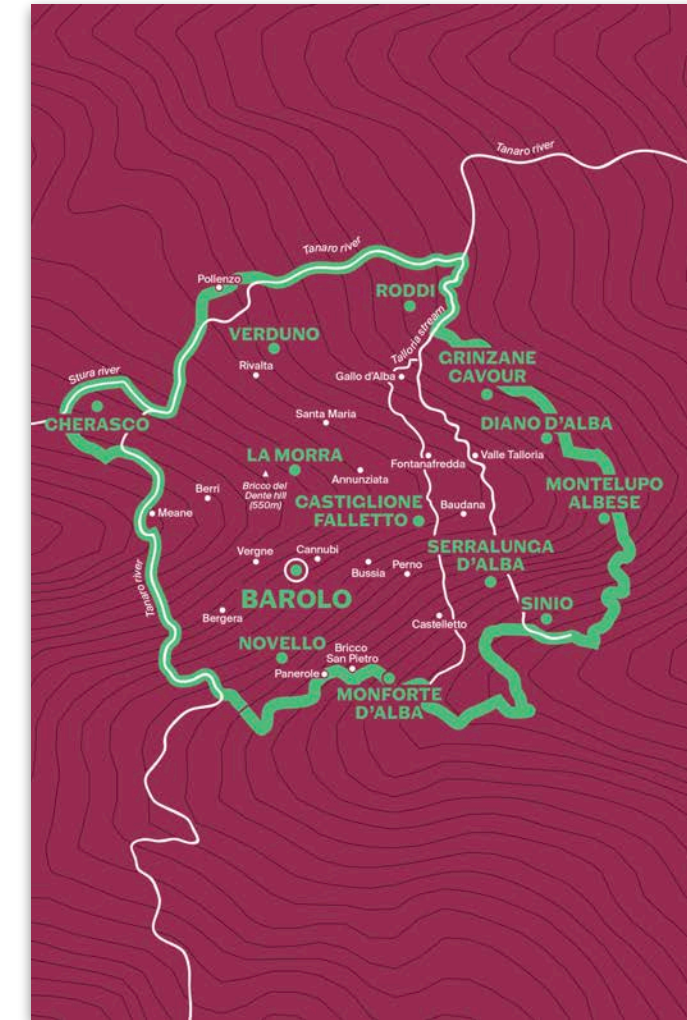 Tanaro river
Tanaro river
Pollenzo
RODDI
Talloria stream
VERDUNO
GRINZANE
CAVOUR
Rivalta
Gallo d'Alba
Stura river
CHERASCO
Santa Maria
DIANO D'ALBA
LA MORRA
Fontanafredda
Valle Talloria
Annunziata
Bricco del
Dente hill
(550m)
Berri
MONTELUPO
ALBESE
CASTIGLIONE
FALLETTO
Baudana
Meane
SERRALUNGA
D'ALBA
Vergne
Cannubi
Bussia
Perno
Tanaro river
BAROLO
SINIO
Bergera
Castelletto
NOVELLO
Bricco
San Pietro
Panerole
MONFORTE
D'ALBA